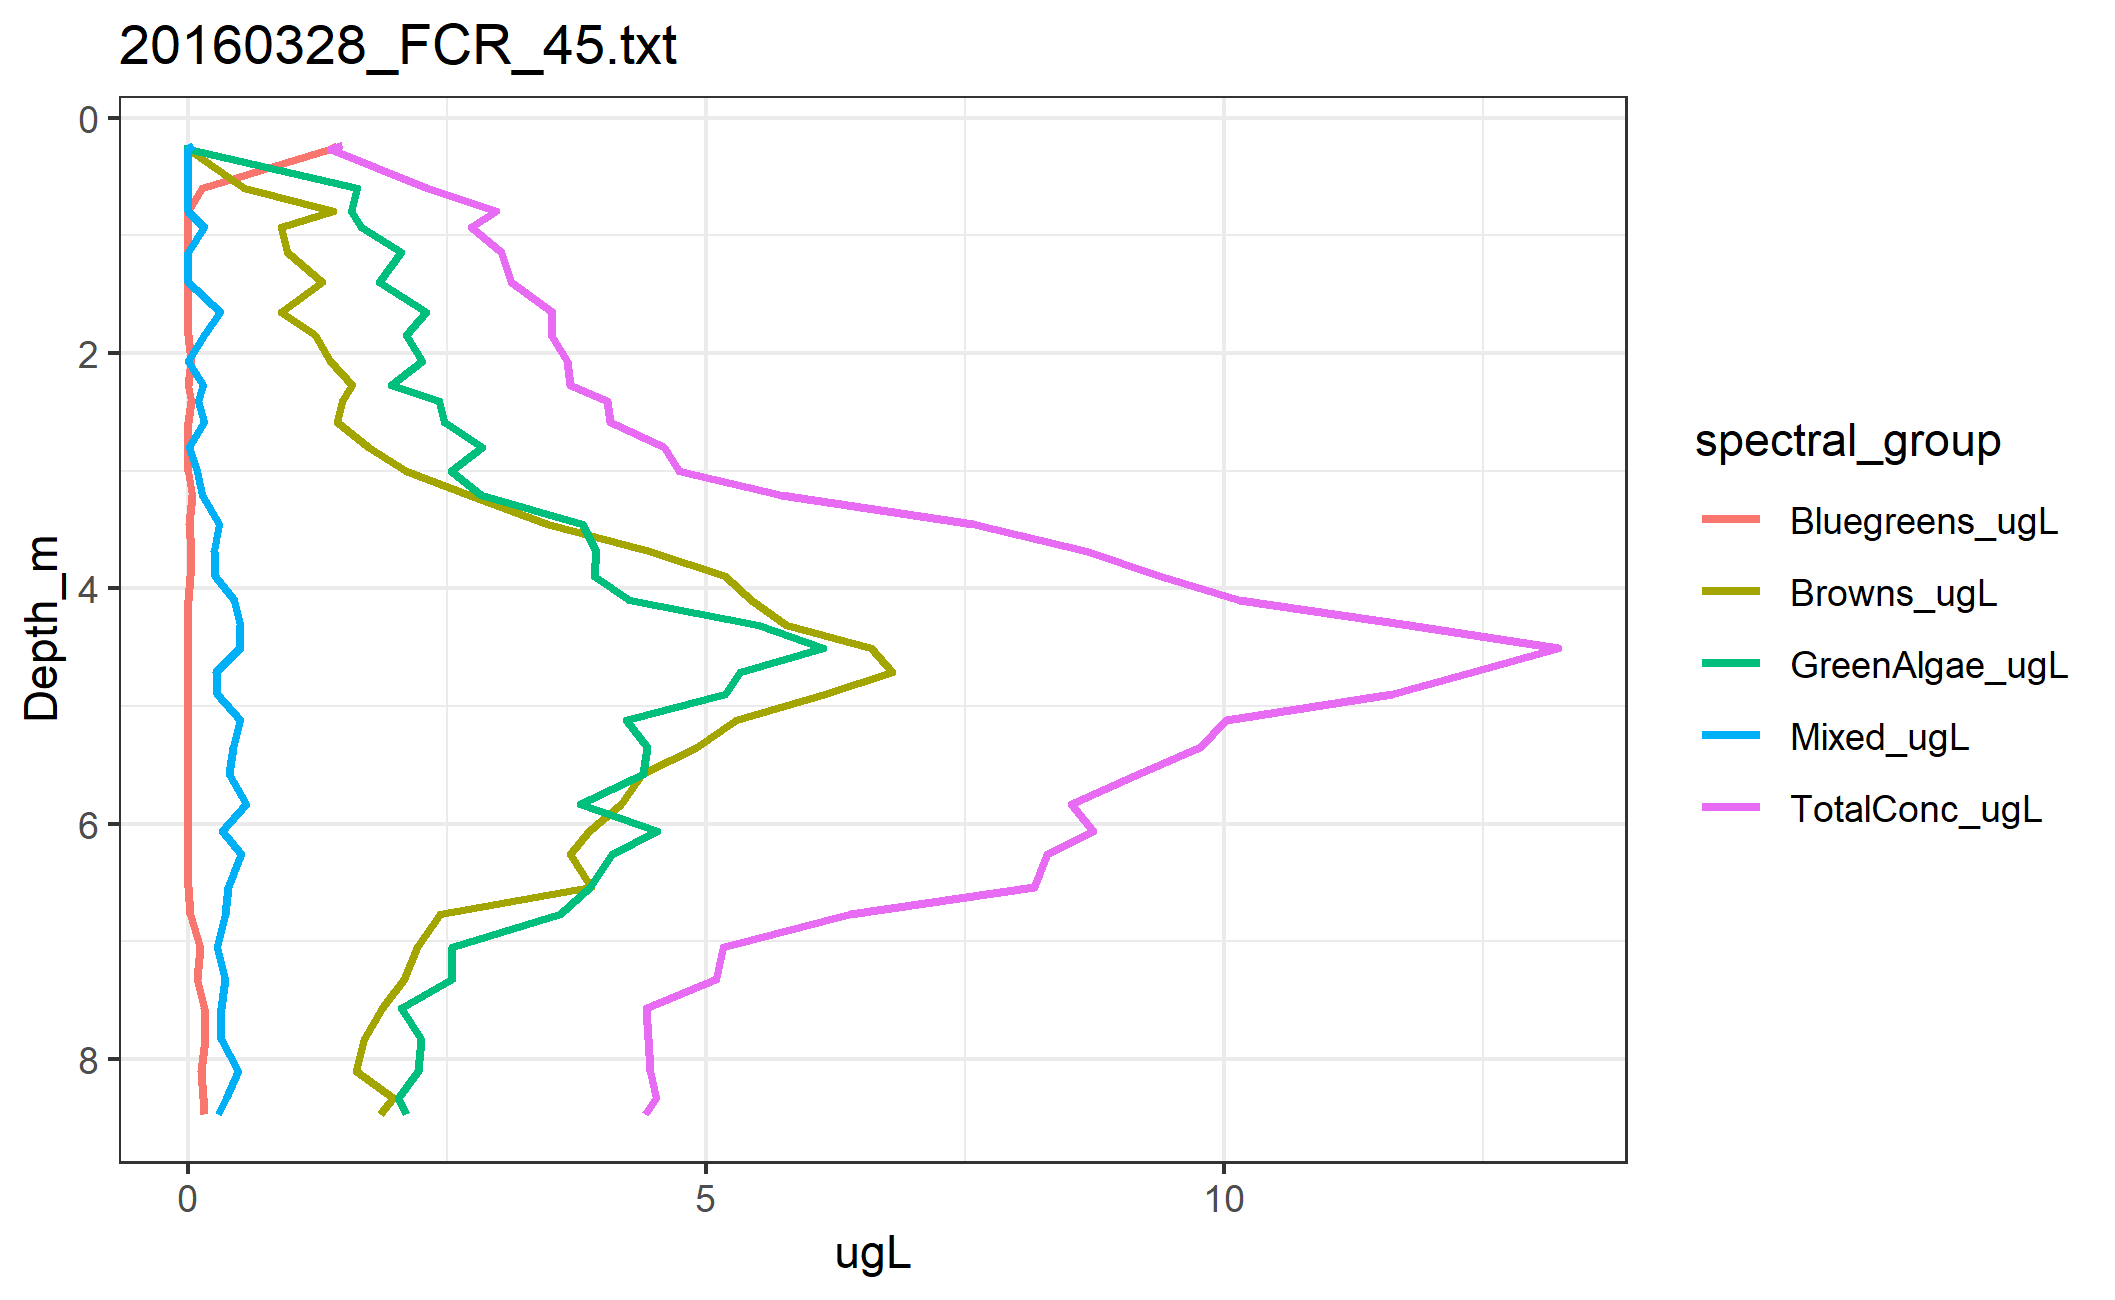 20160328_FCR_45.txt
0
2
4
6
8
Depth_m
0 5 10
ugL
spectral_group
Bluegreens_ugL
Browns_ugL
GreenAlgae_ugL
Mixed_ugL
TotalConc_ugL